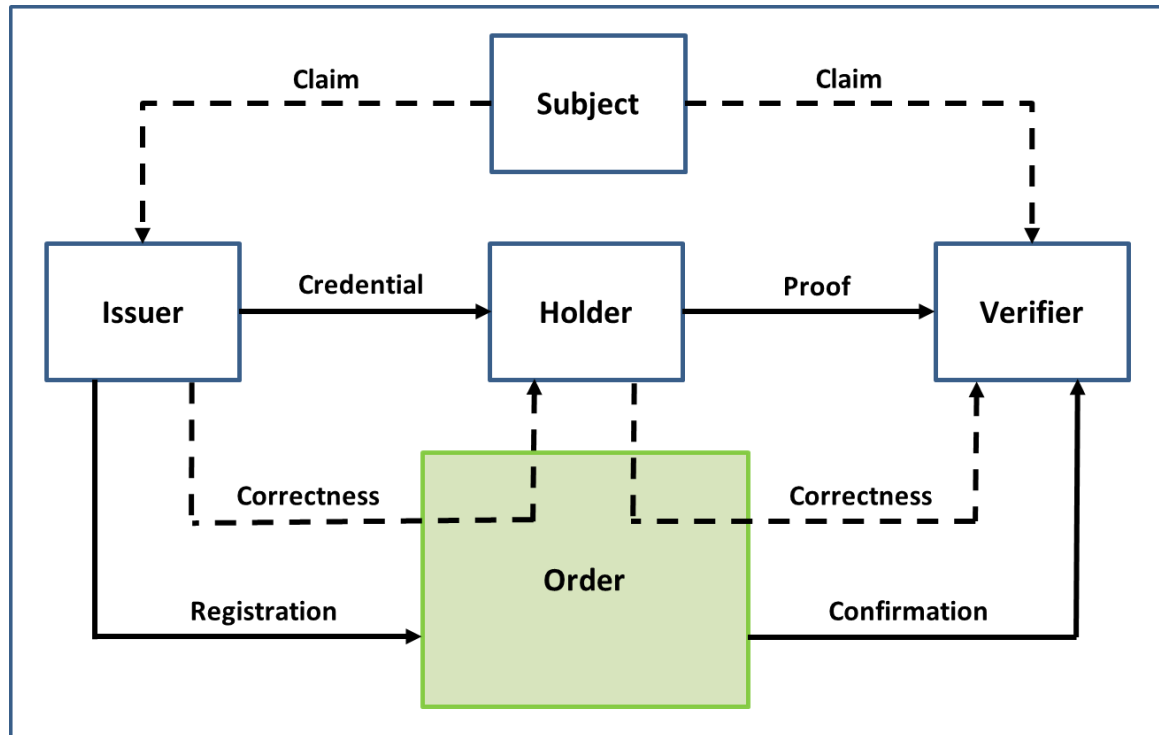 Claim
Claim
Subject
Issuer
Credential
Holder
Proof
Verifier
Correctness
Correctness
Order
Registration
Confirmation